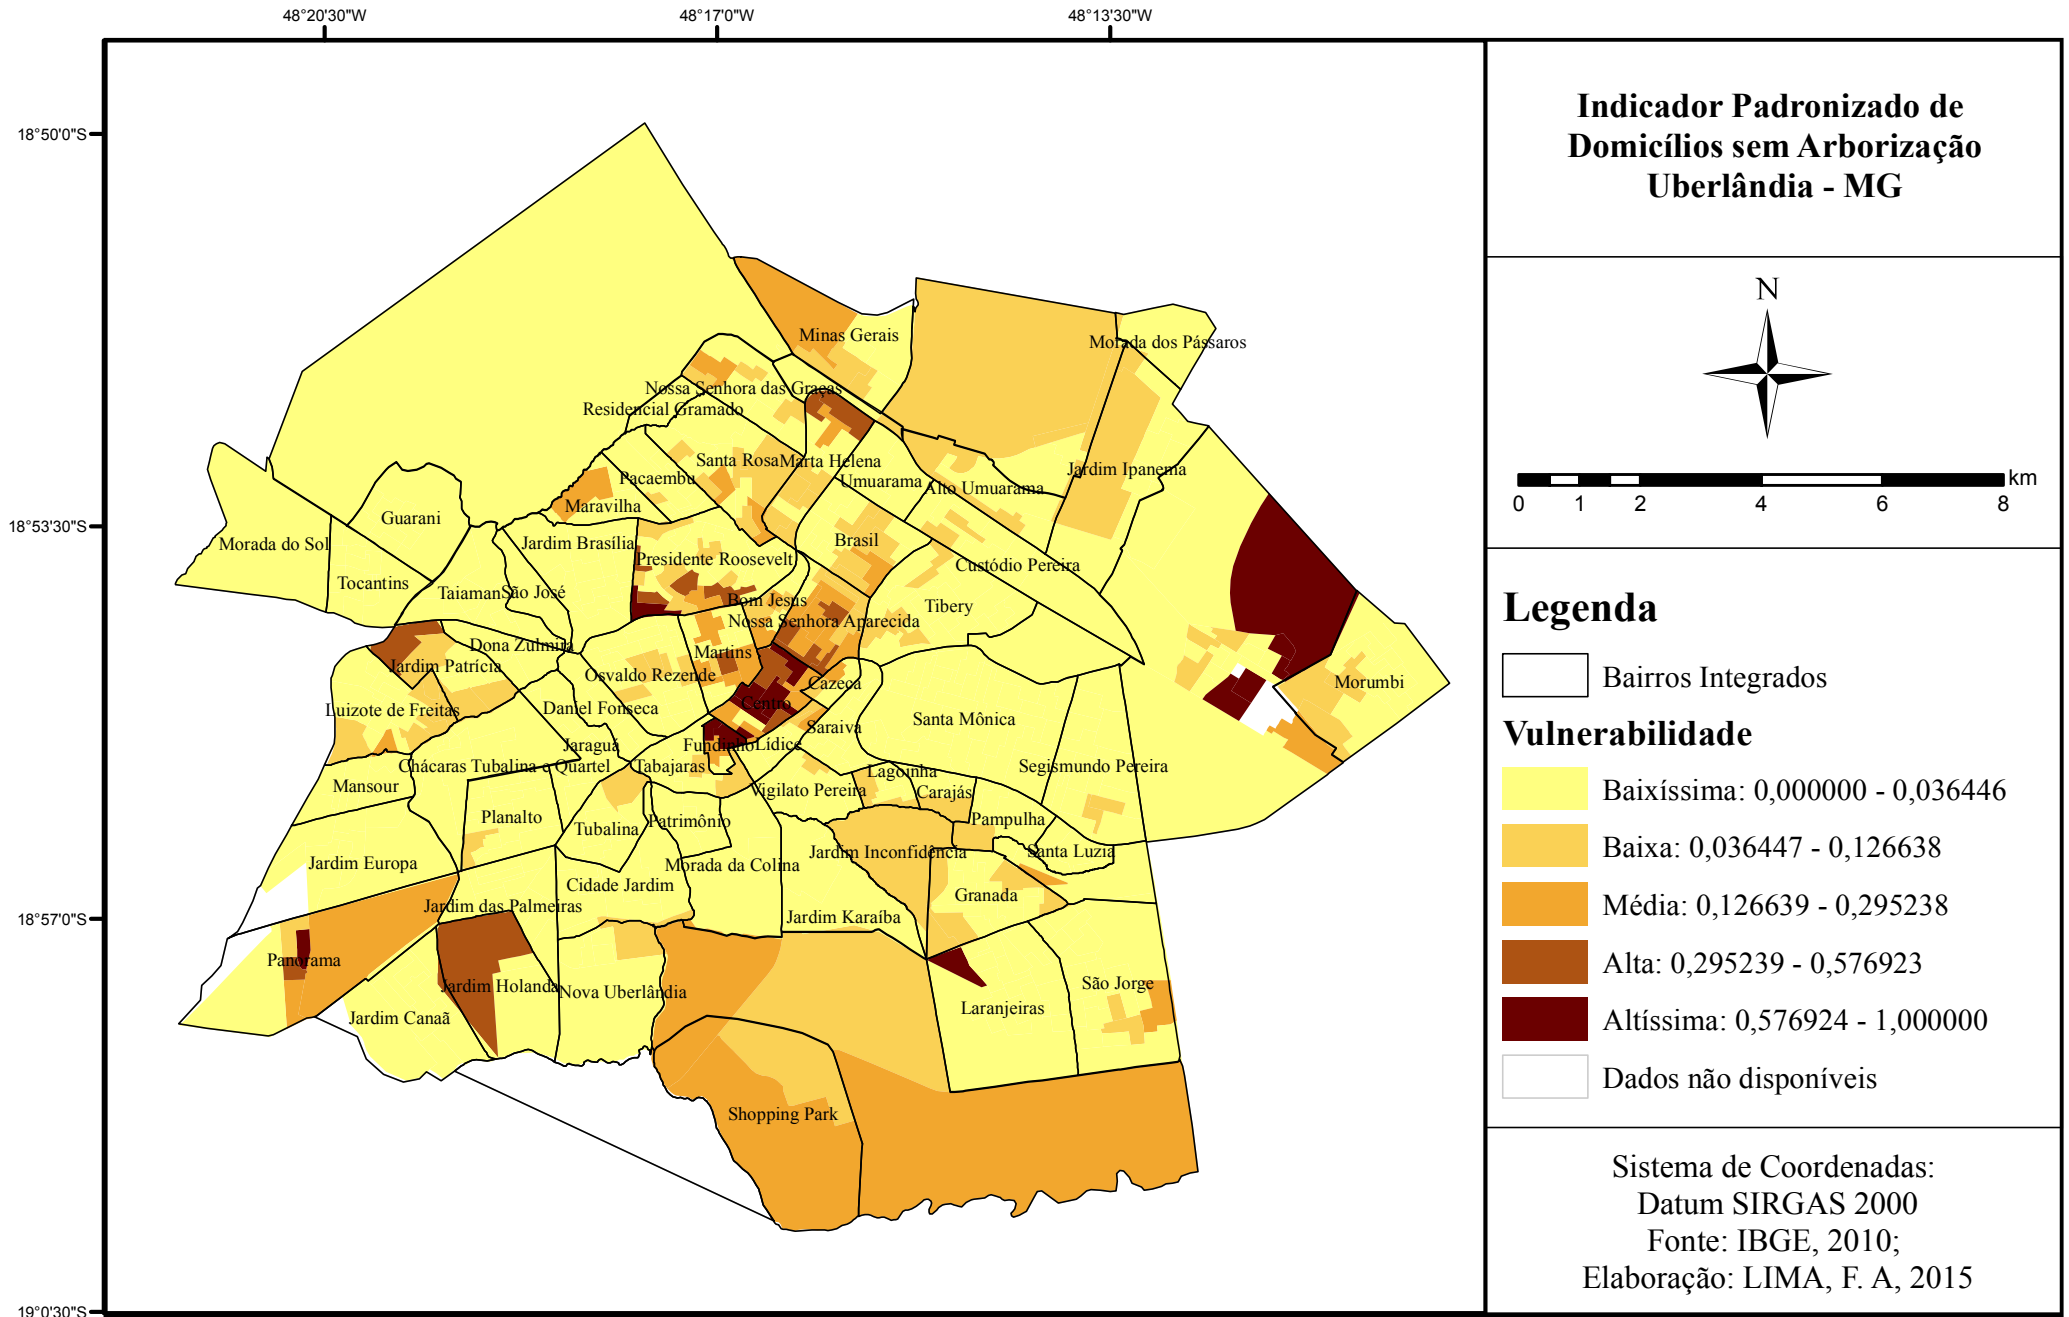 48°20'30"W
48°17'0"W
48°13'30"W
18°50'0"S
18°53'30"S
18°57'0"S
19°0'30"S
Minas Gerais
Morada dos Pássaros
Nossa Senhora das Graças
Residencial Gramado
Santa Rosa
Marta Helena
Jardim Ipanema
Pacaembu
Umuarama
Alto Umuarama
Maravilha
Guarani
Morada do Sol
Jardim Brasília
Brasil
Presidente Roosevelt
Custódio Pereira
Tocantins
Taiaman
São José
Bom Jesus
Tibery
Nossa Senhora Aparecida
Dona Zulmira
Martins
Jardim Patrícia
Osvaldo Rezende
Cazeca
Morumbi
Centro
Luizote de Freitas
Daniel Fonseca
Santa Mônica
Saraiva
Jaraguá
Fundinho
Lídice
Chácaras Tubalina e Quartel
Tabajaras
Lagoinha
Segismundo Pereira
Mansour
Vigilato Pereira
Carajás
Planalto
Tubalina
Patrimônio
Pampulha
Jardim Europa
Morada da Colina
Jardim Inconfidência
Santa Luzia
Cidade Jardim
Granada
Jardim das Palmeiras
Jardim Karaíba
Panorama
Jardim Holanda
Nova Uberlândia
São Jorge
Laranjeiras
Jardim Canaã
Shopping Park
Indicador Padronizado de
Domicílios sem Arborização
Uberlândia - MG
N
km
0 1 2 4 6 8
Legenda
Bairros Integrados
Vulnerabilidade
Baixíssima: 0,000000 - 0,036446
Baixa: 0,036447 - 0,126638
Média: 0,126639 - 0,295238
Alta: 0,295239 - 0,576923
Altíssima: 0,576924 - 1,000000
Dados não disponíveis
Sistema de Coordenadas:
Datum SIRGAS 2000
Fonte: IBGE, 2010;
Elaboração: LIMA, F. A, 2015